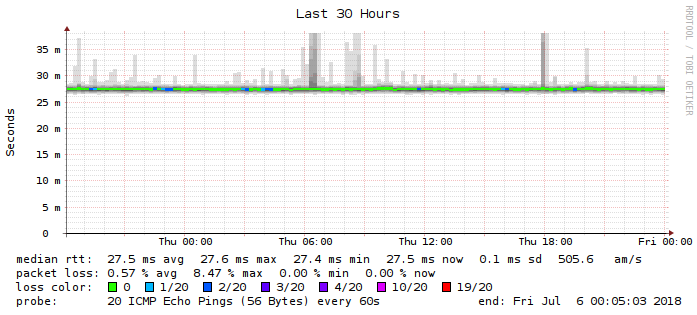 Last 30 Hours
RRDTOOL / TOBI OETIKER
Seconds
35 m
30 m
25 m
20 m
15 m
10 m
5 m
0
Thu 00:00 Thu 06:00 Thu 12:00 Thu 18:00 Fri 00:00
median rtt: 27.5 ms avg 27.6 ms max 27.4 ms min 27.5 ms now 0.1 ms sd 505.6 am/s
packet loss: 0.57 % avg 8.47 % max 0.00 % min 0.00 % now
loss color: 0 1/20 2/20 3/20 4/20 10/20 19/20
probe: 20 ICMP Echo Pings (56 Bytes) every 60s end: Fri Jul 6 00:05:03 2018